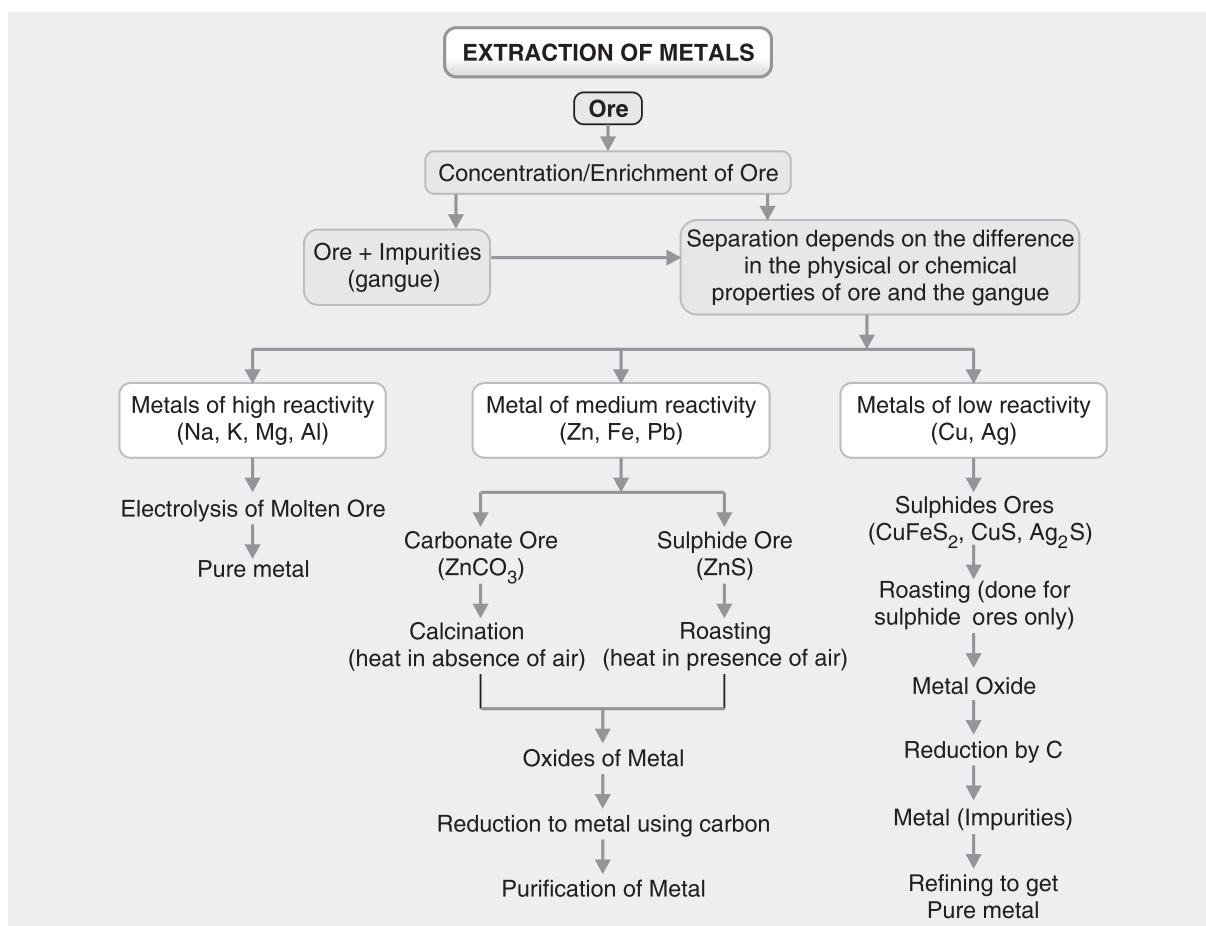 EXTRACTION OF METALS
Ore
Concentration/Enrichment of Ore
Ore + Impurities
(gangue)
Separation depends on the difference
in the physical or chemical
properties of ore and the gangue
Metals of high reactivity
(Na, K, Mg, Al)
Electrolysis of Molten Ore
Pure metal
Metal of medium reactivity
(Zn, Fe, Pb)
Carbonate Ore
(ZnCO3)
Calcination
(heat in absence of air)
Sulphide Ore
(ZnS)
Roasting
(heat in presence of air)
Oxides of Metal
Reduction to metal using carbon
Purification of Metal
Metals of low reactivity
(Cu, Ag)
Sulphides Ores
(CuFeS2, CuS, Ag2S)
Roasting (done for
sulphide ores only)
Metal Oxide
Reduction by C
Metal (Impurities)
Refining to get
Pure metal